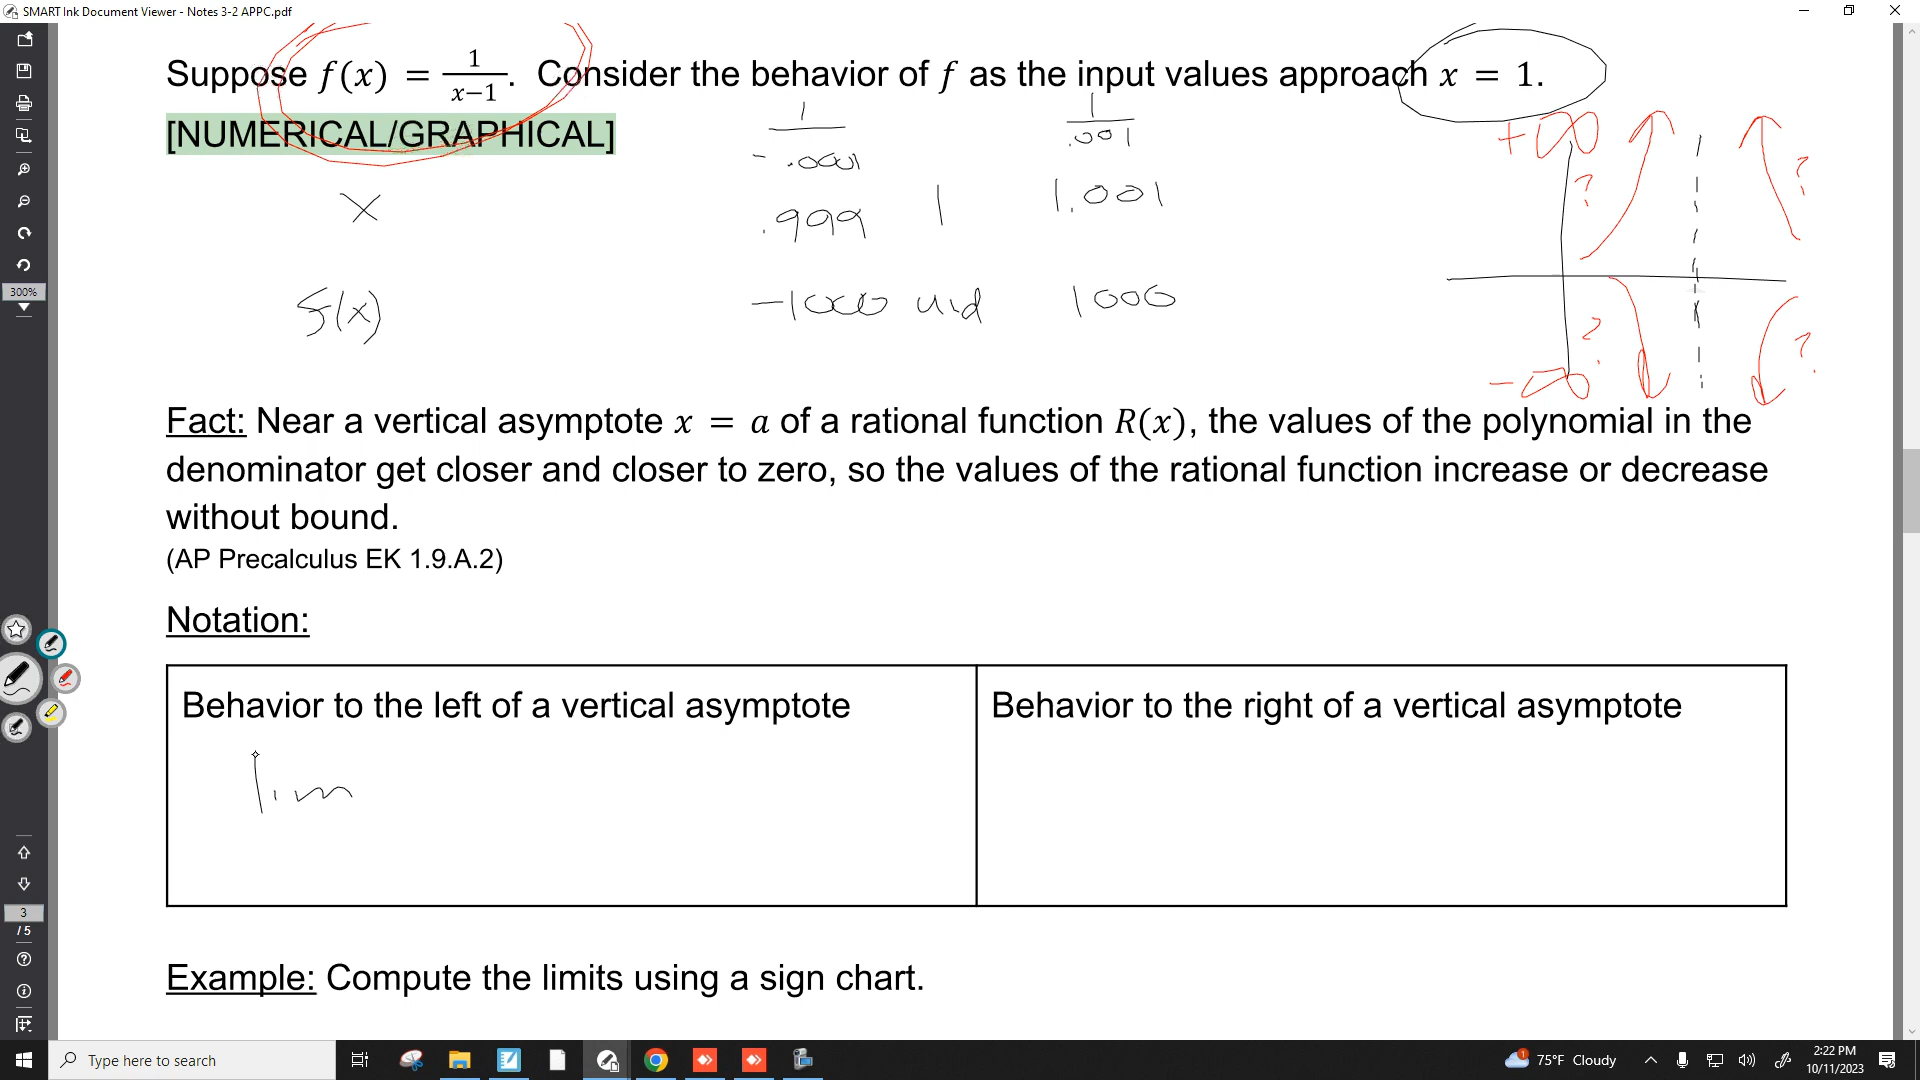 SMART Ink Document Viewer - Notes 3-2 APPC.pdf
Suppose f(x) = 1/(x−1). Consider the behavior of f as the input values approach x = 1.
[NUMERICAL/GRAPHICAL]
1/-.0001 1/.001
x .999 1 1.001
f(x) -1000 und 1000
+∞ ? ?
-∞ ? ?
Fact: Near a vertical asymptote x = a of a rational function R(x), the values of the polynomial in the
denominator get closer and closer to zero, so the values of the rational function increase or decrease
without bound.
(AP Precalculus EK 1.9.A.2)
Notation:
Behavior to the left of a vertical asymptote
lim
Behavior to the right of a vertical asymptote
Example: Compute the limits using a sign chart.
300%
3
/ 5
Type here to search
1
75°F Cloudy
2:22 PM
10/11/2023